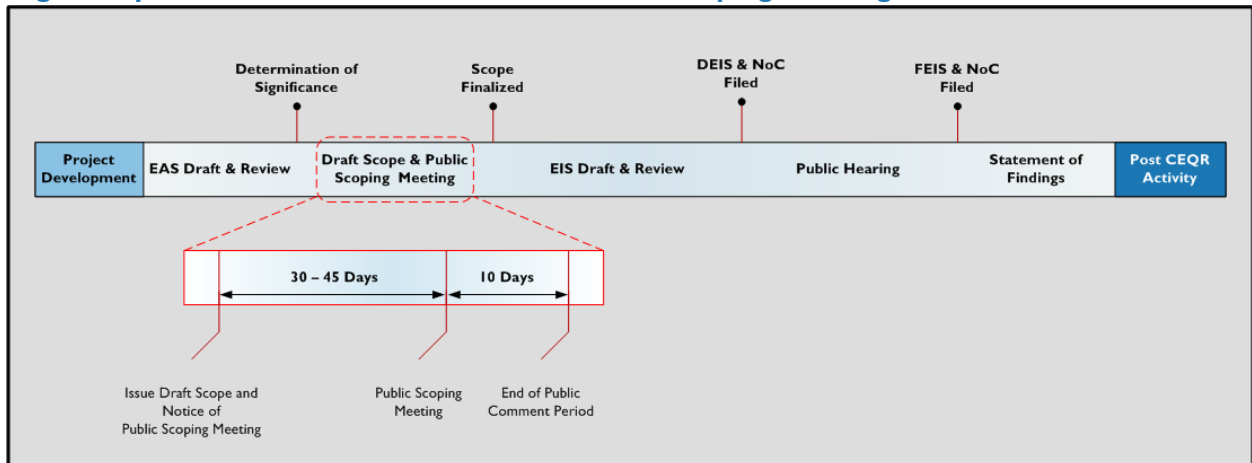 Determination of
Significance
Scope
Finalized
DEIS & NoC
Filed
FEIS & NoC
Filed
Project
Development
EAS Draft & Review
Draft Scope & Public
Scoping Meeting
EIS Draft & Review
Public Hearing
Statement of
Findings
Post CEQR
Activity
30 – 45 Days
10 Days
Issue Draft Scope and
Notice of
Public Scoping Meeting
Public Scoping
Meeting
End of Public
Comment Period